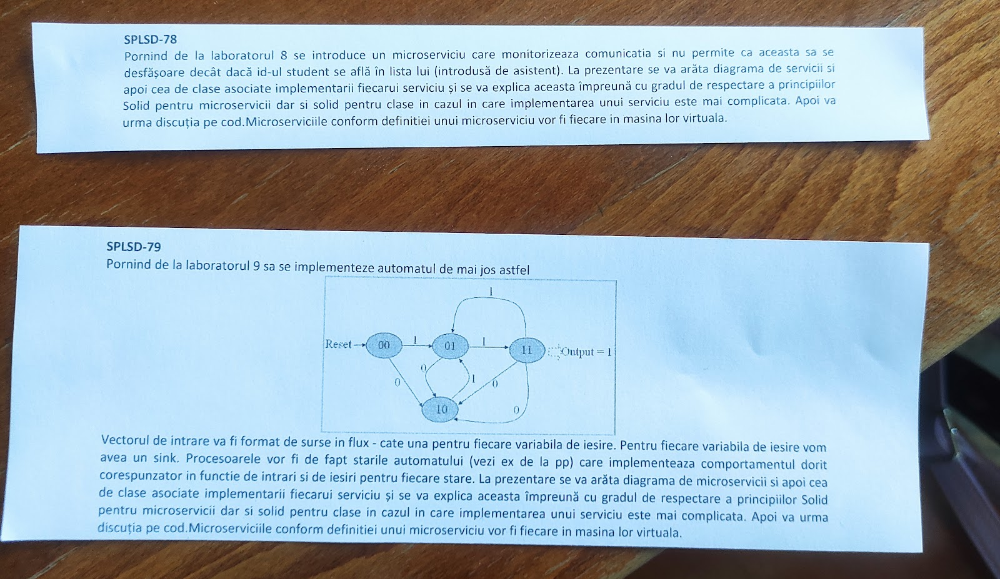 SPLSD-78
Pornind de la laboratorul 8 se introduce un microserviciu care monitorizeaza comunicatia si nu permite ca aceasta sa se
desfășoare decât dacă id-ul student se află în lista lui (introdusă de asistent). La prezentare se va arăta diagrama de servicii si
apoi cea de clase asociate implementarii fiecarui serviciu și se va explica aceasta împreună cu gradul de respectare a principiilor
Solid pentru microservicii dar si solid pentru clase in cazul in care implementarea unui serviciu este mai complicata. Apoi va
urma discuția pe cod.Microserviciile conform definitiei unui microserviciu vor fi fiecare in masina lor virtuala.
SPLSD-79
Pornind de la laboratorul 9 sa se implementeze automatul de mai jos astfel
1
Reset
00
1
01
1
11
Output = 1
0
0
1
0
10
0
Vectorul de intrare va fi format de surse in flux - cate una pentru fiecare variabila de iesire. Pentru fiecare variabila de iesire vom
avea un sink. Procesoarele vor fi de fapt starile automatului (vezi ex de la pp) care implementeaza comportamentul dorit
corespunzator in functie de intrari si de iesiri pentru fiecare stare. La prezentare se va arăta diagrama de microservicii si apoi cea
de clase asociate implementarii fiecarui serviciu și se va explica aceasta împreună cu gradul de respectare a principiilor Solid
pentru microservicii dar si solid pentru clase in cazul in care implementarea unui serviciu este mai complicata. Apoi va urma
discuția pe cod.Microserviciile conform definitiei unui microserviciu vor fi fiecare in masina lor virtuala.